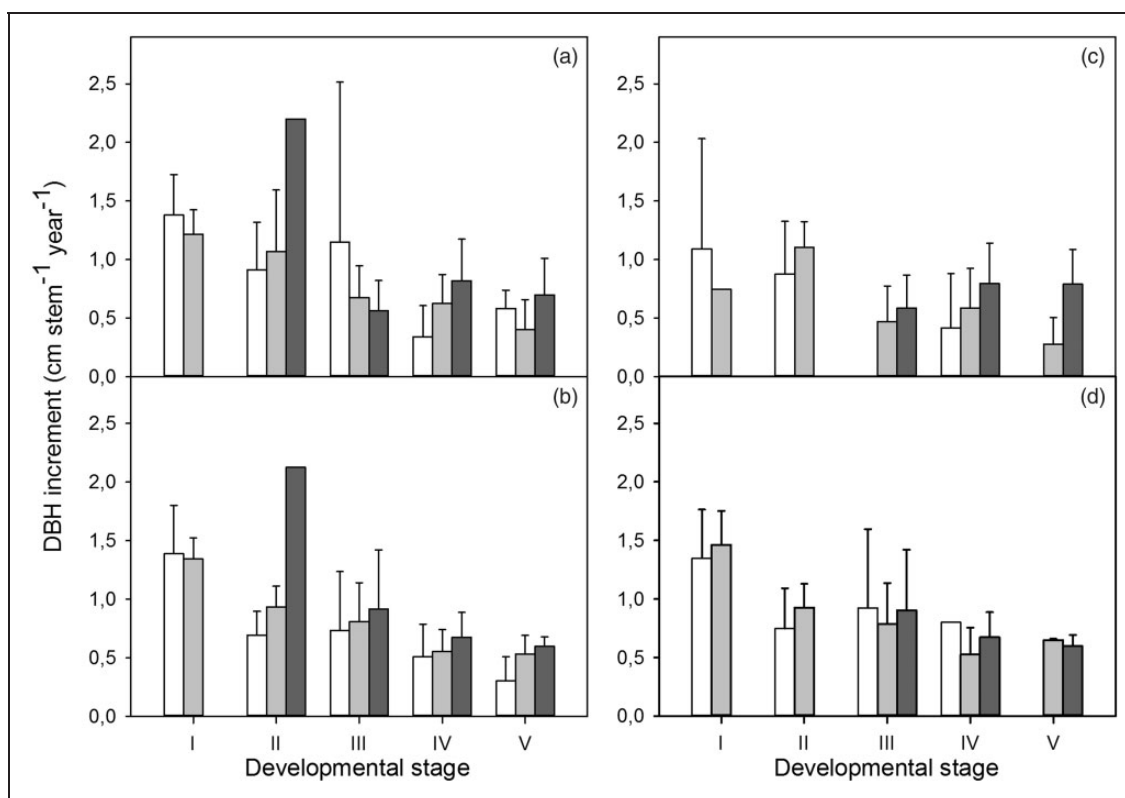 DBH increment (cm stem-1 year-1)
(a)
2,5
2,0
1,5
1,0
0,5
0,0
(c)
2,5
2,0
1,5
1,0
0,5
0,0
(b)
2,5
2,0
1,5
1,0
0,5
0,0
I II III IV V
Developmental stage
(d)
2,5
2,0
1,5
1,0
0,5
0,0
I II III IV V
Developmental stage